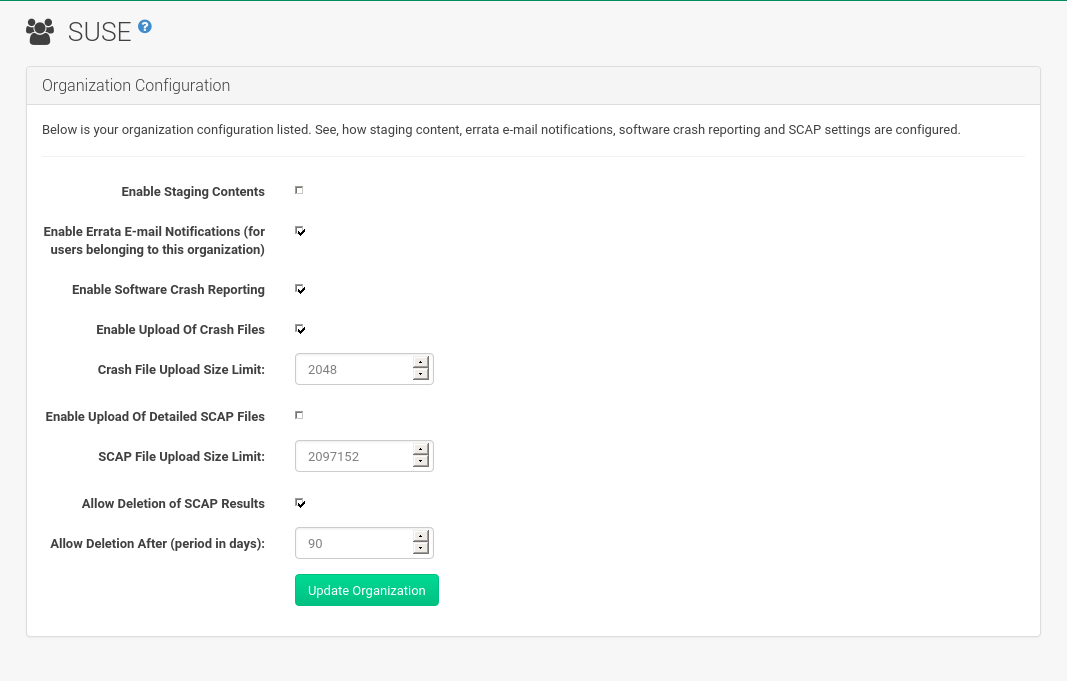 SUSE ?
Organization Configuration
Below is your organization configuration listed. See, how staging content, errata e-mail notifications, software crash reporting and SCAP settings are configured.
Enable Staging Contents
Enable Errata E-mail Notifications (for
users belonging to this organization)
Enable Software Crash Reporting
Enable Upload Of Crash Files
Crash File Upload Size Limit: 2048
Enable Upload Of Detailed SCAP Files
SCAP File Upload Size Limit: 2097152
Allow Deletion of SCAP Results
Allow Deletion After (period in days): 90
Update Organization